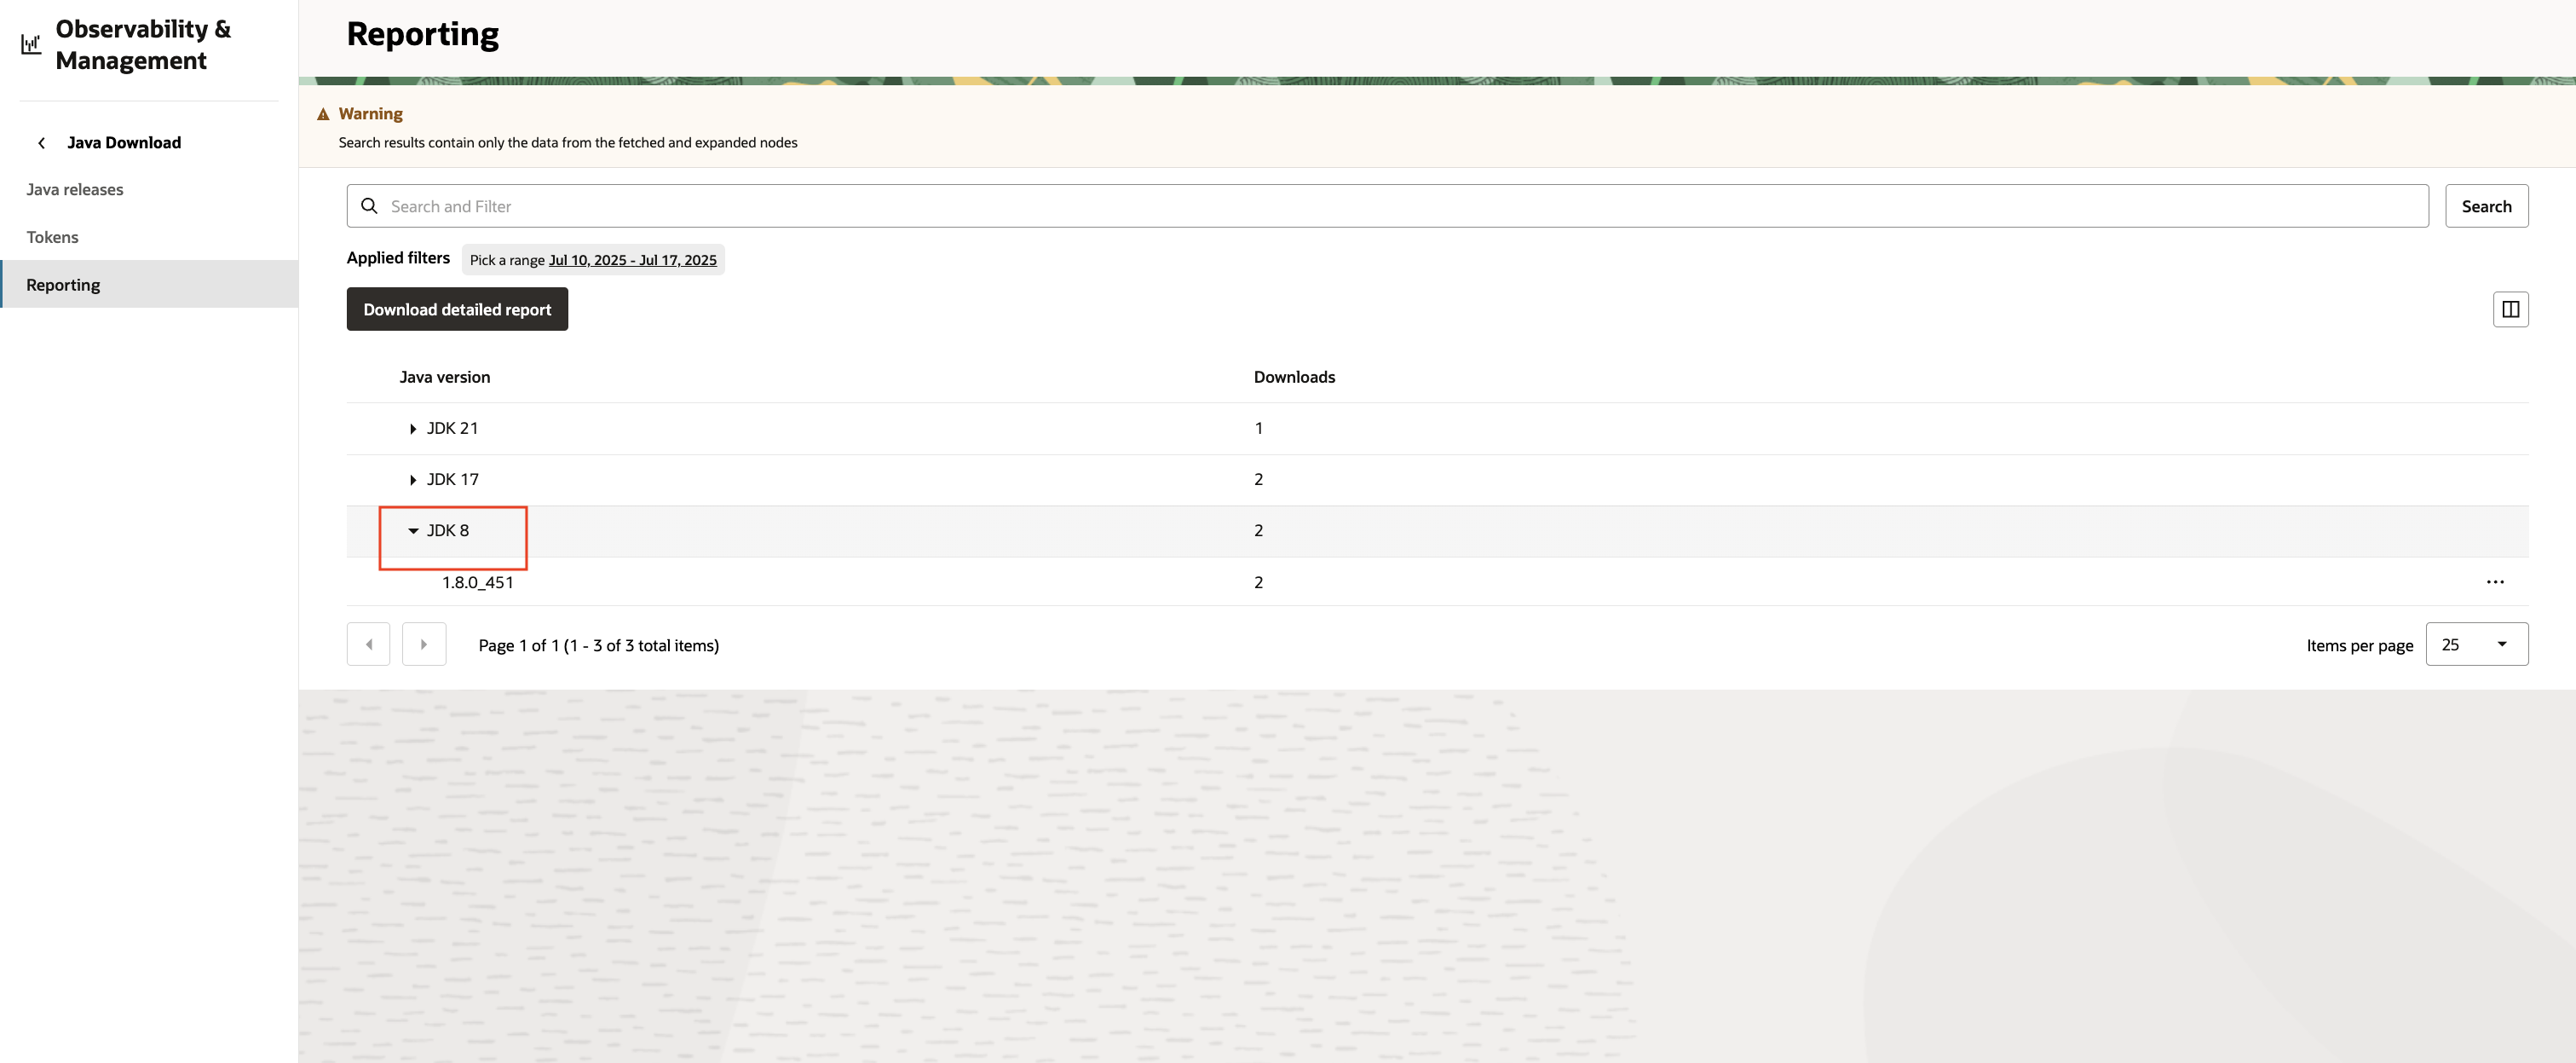 Observability &
Management
Java Download
Java releases
Tokens
Reporting
Reporting
Warning
Search results contain only the data from the fetched and expanded nodes
Search and Filter
Search
Applied filters Pick a range Jul 10, 2025 - Jul 17, 2025
Download detailed report
Java version Downloads
JDK 21 1
JDK 17 2
JDK 8 2
1.8.0_451 2
Page 1 of 1 (1 - 3 of 3 total items)
Items per page 25